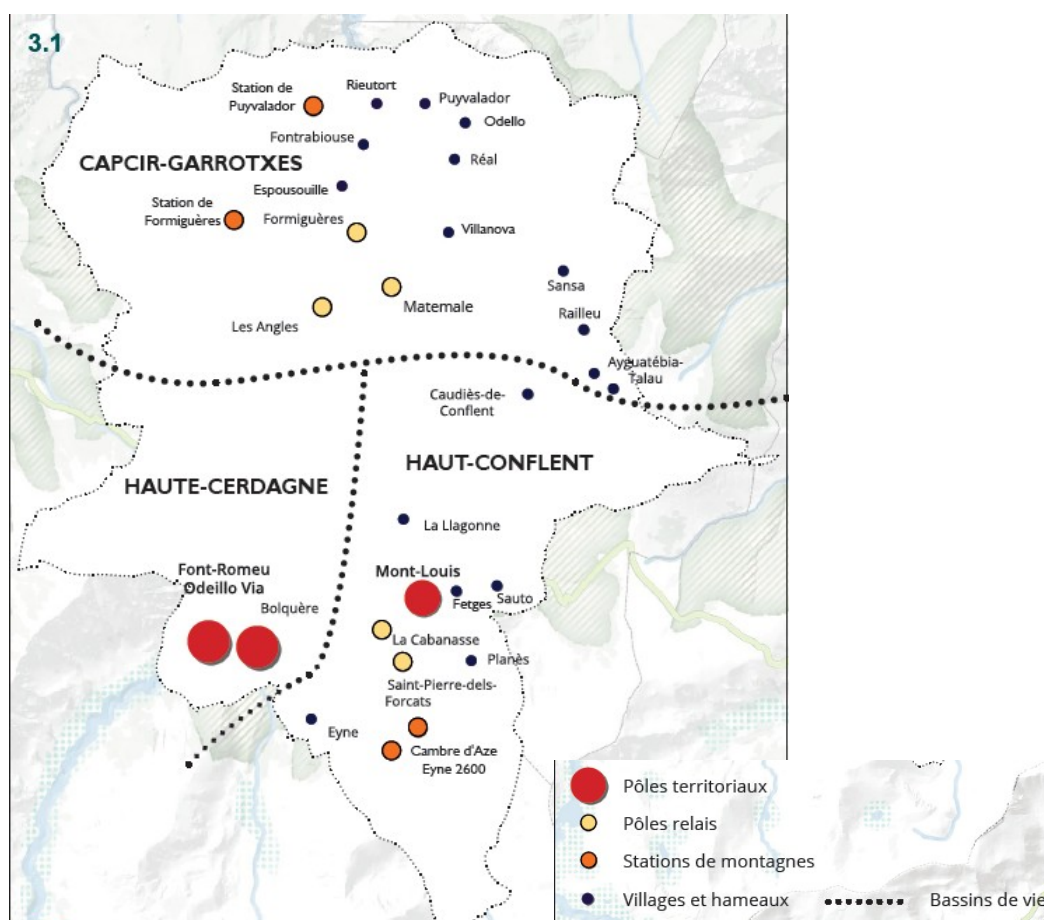 3.1
Station de
Puyvalador
Rieutort
Puyvalador
Odello
Fontrabiouse
Réal
CAPCIR-GARROTXES
Espousouille
Station de
Formiguères
Formiguères
Villanova
Sansa
Matemale
Railleu
Les Angles
Ayguatébia-
Talau
Caudiès-de-
Conflent
HAUT-CONFLENT
HAUTE-CERDAGNE
La Llagonne
Font-Romeu
Odeillo Via
Bolquère
Mont-Louis
Fetges
Sauto
La Cabanasse
Planès
Saint-Pierre-dels-
Forcats
Eyne
Cambre d'Aze
Eyne 2600
Pôles territoriaux
Pôles relais
Stations de montagnes
Villages et hameaux
Bassins de vie